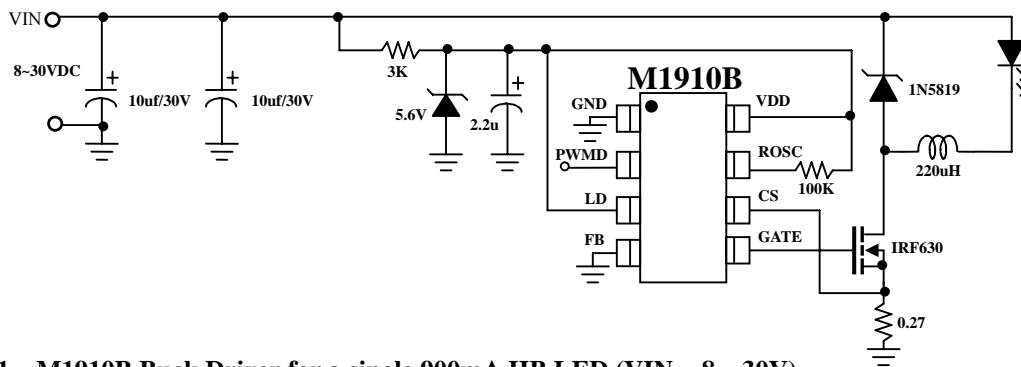 VIN
8~30VDC
10uf/30V
10uf/30V
3K
5.6V
2.2u
M1910B
GND
VDD
PWMD
ROSC
100K
LD
CS
FB
GATE
1N5819
220uH
IRF630
0.27
1 M1910B Buck Driver for a single 900mA HB LED (VIN = 8 ~ 30V)